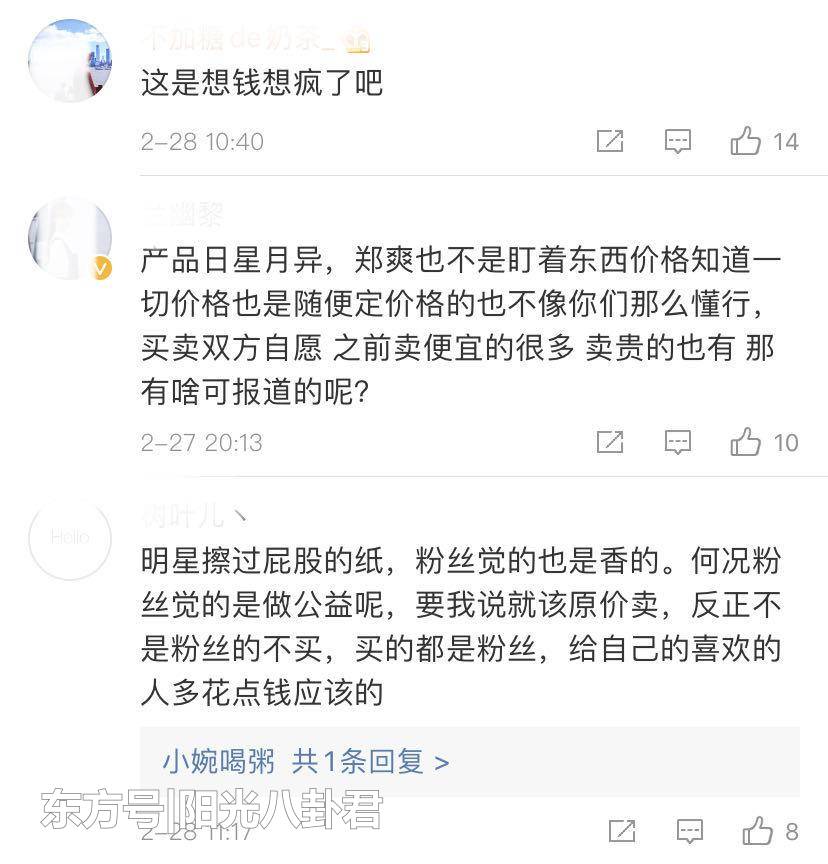 不加糖de奶茶_
这是想钱想疯了吧
2-28 10:40
14
兰幽黎
产品日星月异，郑爽也不是盯着东西价格知道一
切价格也是随便定价格的也不像你们那么懂行，
买卖双方自愿 之前卖便宜的很多 卖贵的也有 那
有啥可报道的呢？
2-27 20:13
10
树叶儿丶
Hello
明星擦过屁股的纸，粉丝觉的也是香的。何况粉
丝觉的是做公益呢，要我说就该原价卖，反正不
是粉丝的不买，买的都是粉丝，给自己的喜欢的
人多花点钱应该的
小婉喝粥 共1条回复 >
东方号|阳光八卦君
2-28 11:17
8